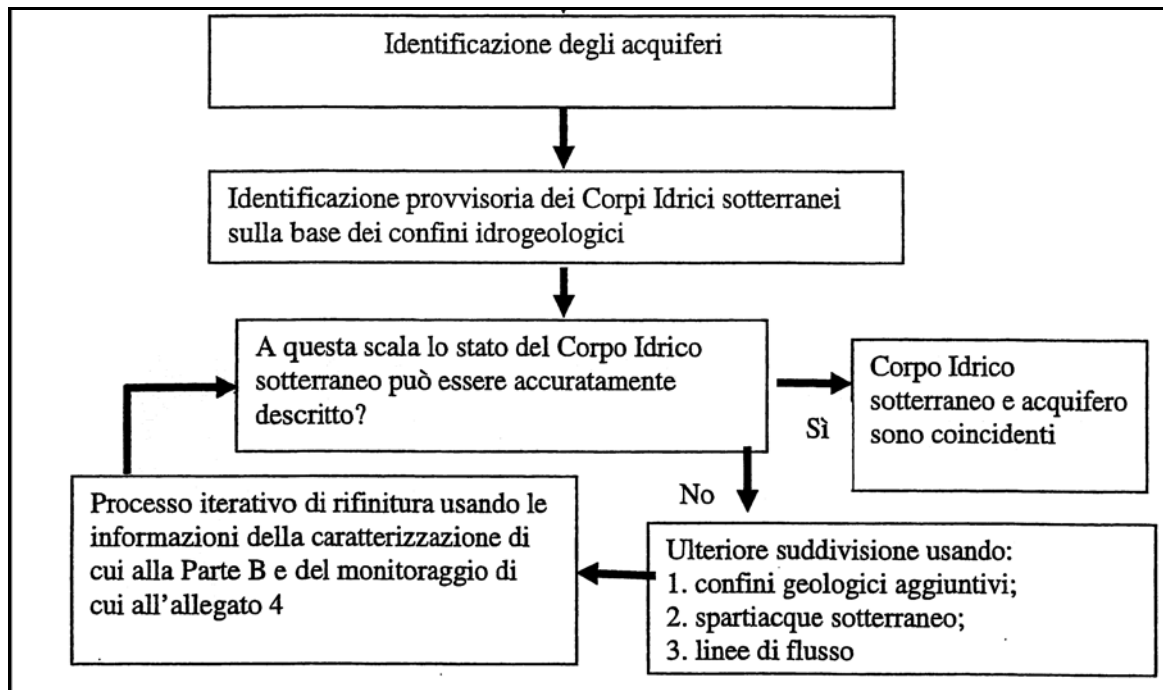 Identificazione degli acquiferi
Identificazione provvisoria dei Corpi Idrici sotterranei
sulla base dei confini idrogeologici
A questa scala lo stato del Corpo Idrico
sotterraneo può essere accuratamente
descritto?
Sì
Corpo Idrico
sotterraneo e acquifero
sono coincidenti
No
Ulteriore suddivisione usando:
1. confini geologici aggiuntivi;
2. spartiacque sotterraneo;
3. linee di flusso
Processo iterativo di rifinitura usando le
informazioni della caratterizzazione di
cui alla Parte B e del monitoraggio di
cui all'allegato 4